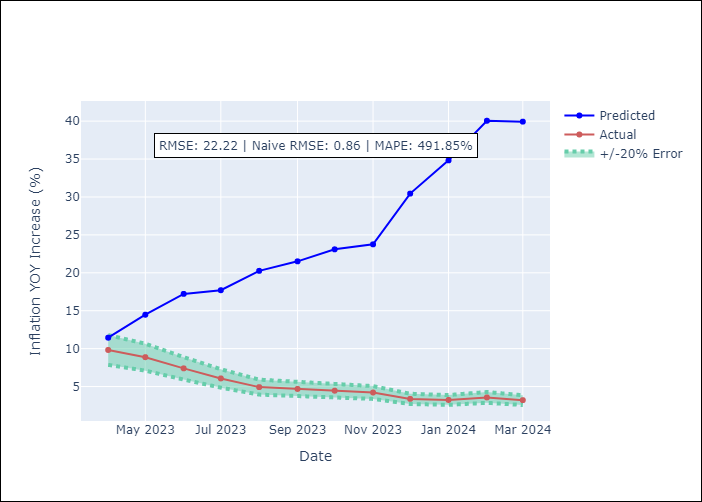 40
35
30
25
20
15
10
5
Inflation YOY Increase (%)
RMSE: 22.22 | Naive RMSE: 0.86 | MAPE: 491.85%
Predicted
Actual
+/-20% Error
May 2023 Jul 2023 Sep 2023 Nov 2023 Jan 2024 Mar 2024
Date